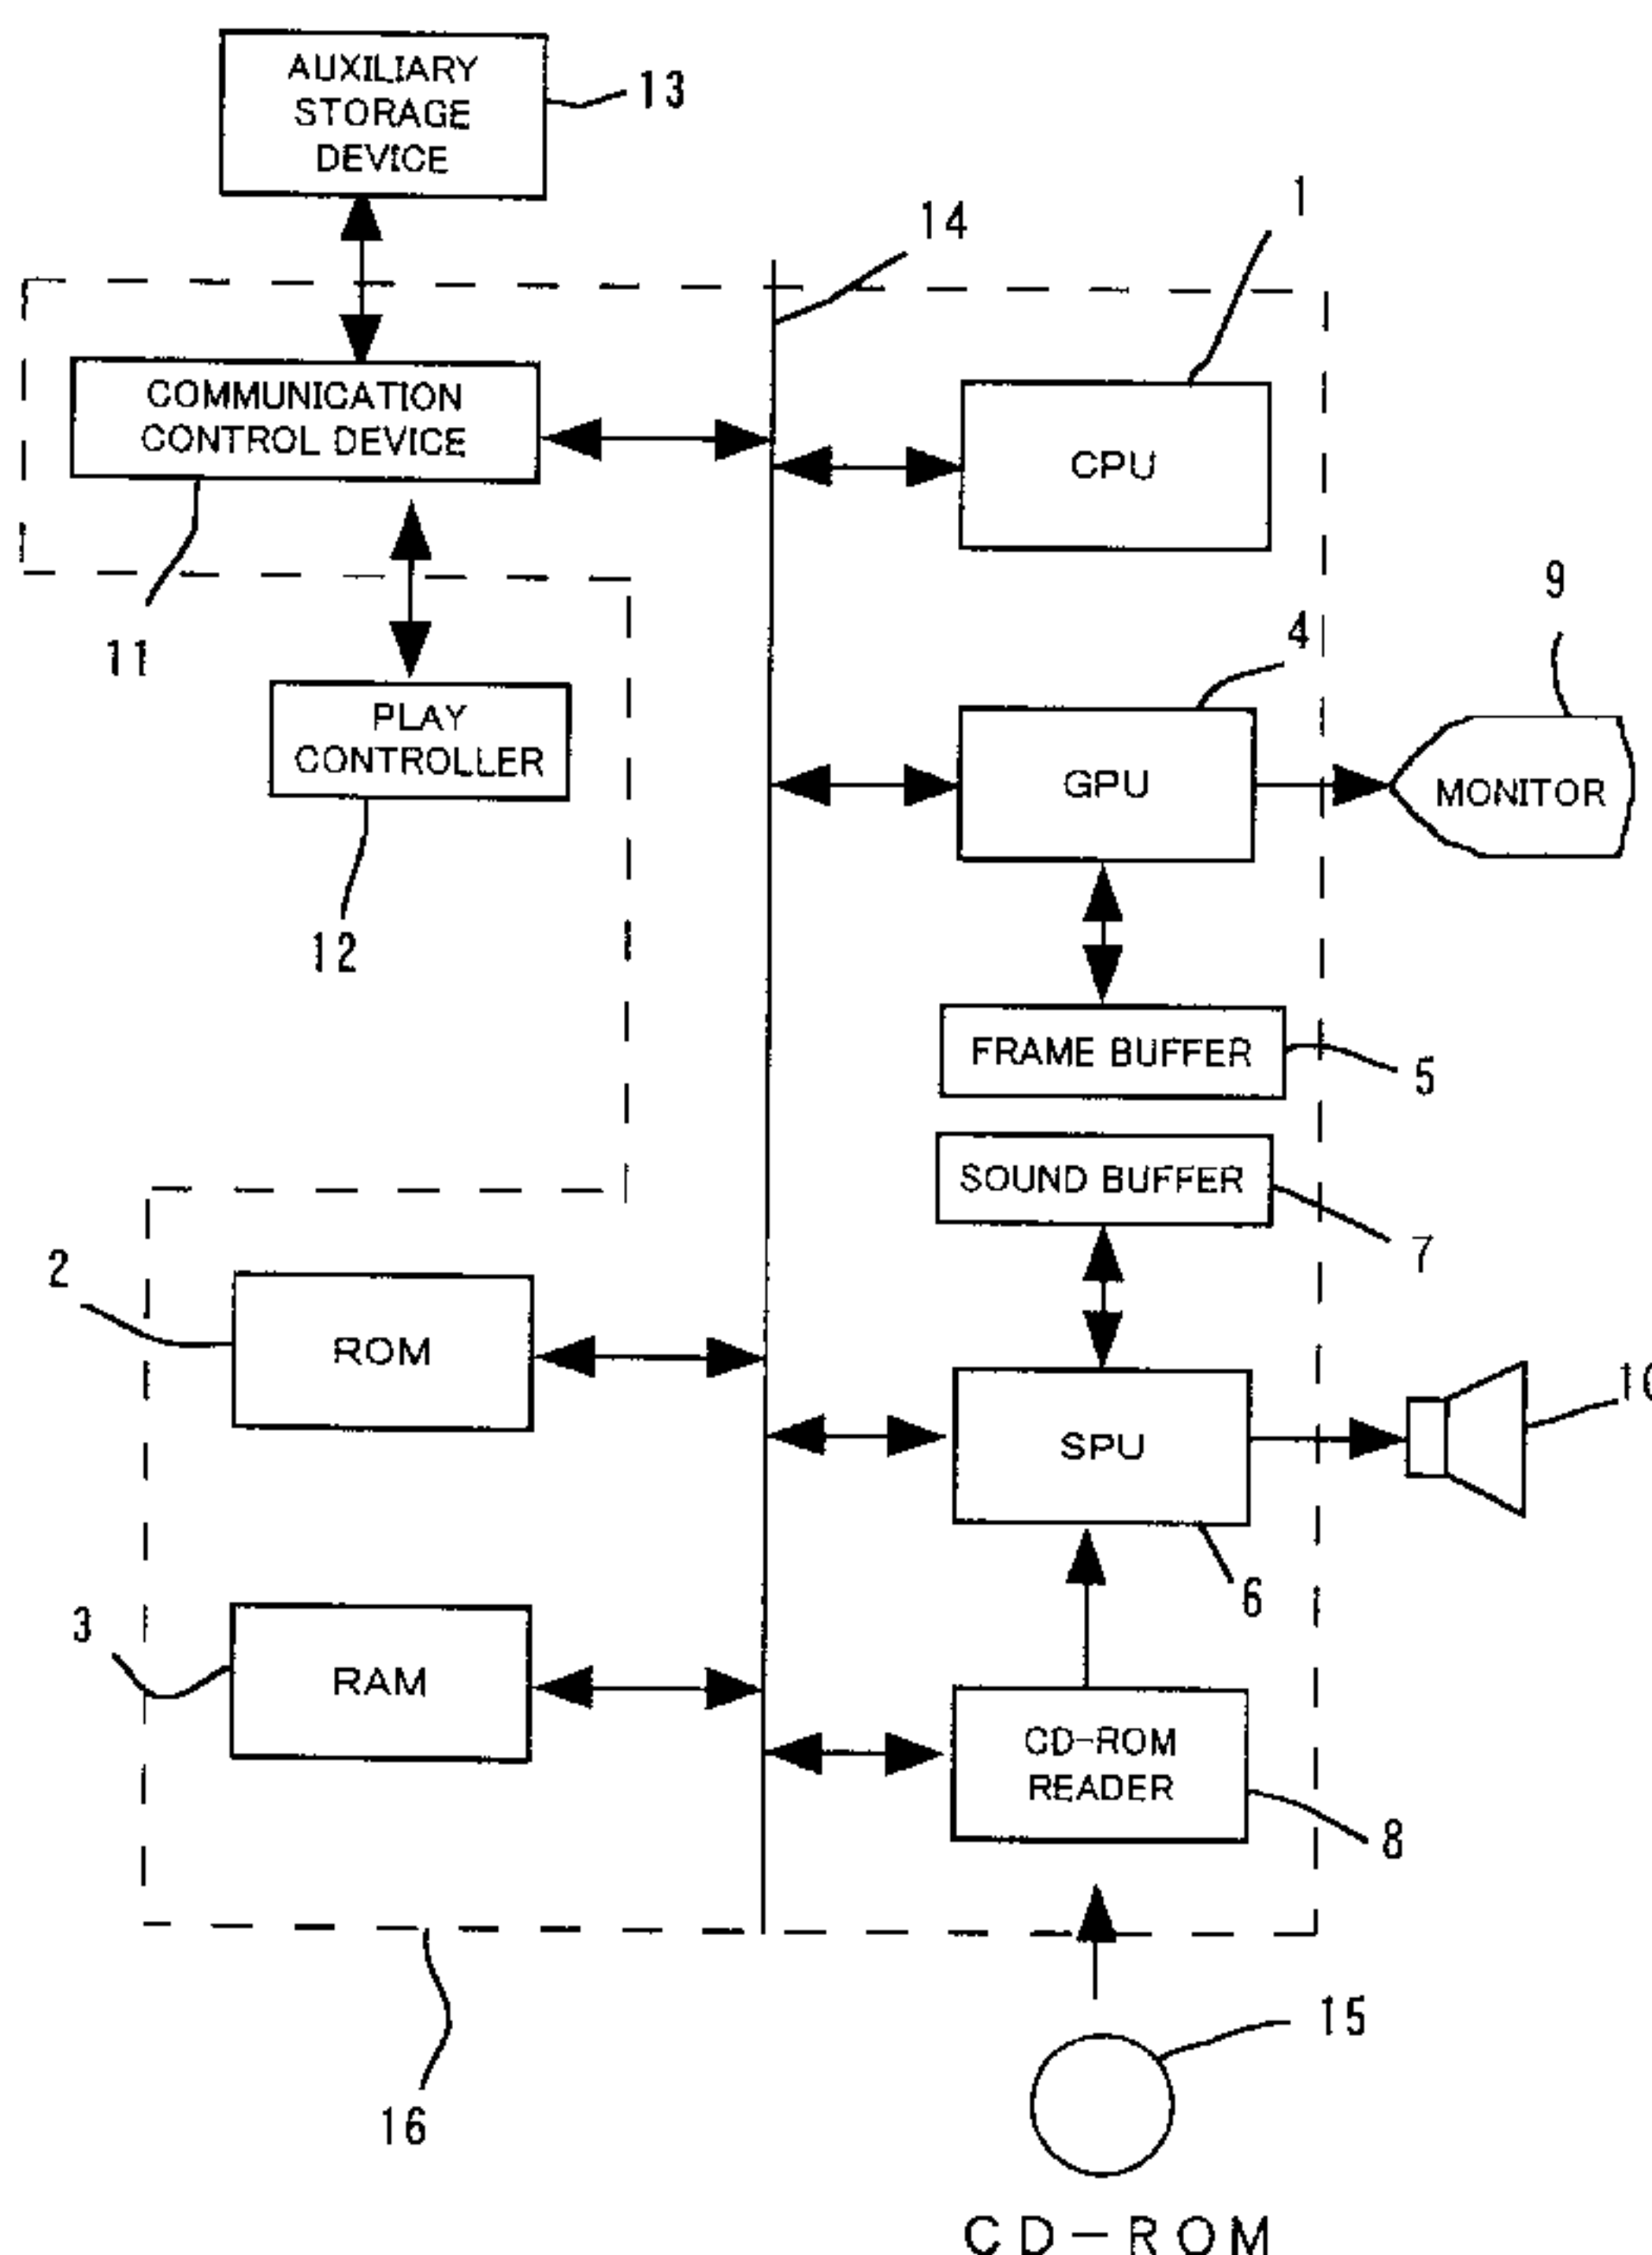 AUXILIARY
STORAGE
DEVICE
13
14
1
COMMUNICATION
CONTROL DEVICE
CPU
11
9
4
PLAY
CONTROLLER
GPU
MONITOR
12
FRAME BUFFER
5
SOUND BUFFER
7
2
ROM
10
SPU
6
3
RAM
CD-ROM
READER
8
15
16
CD-ROM